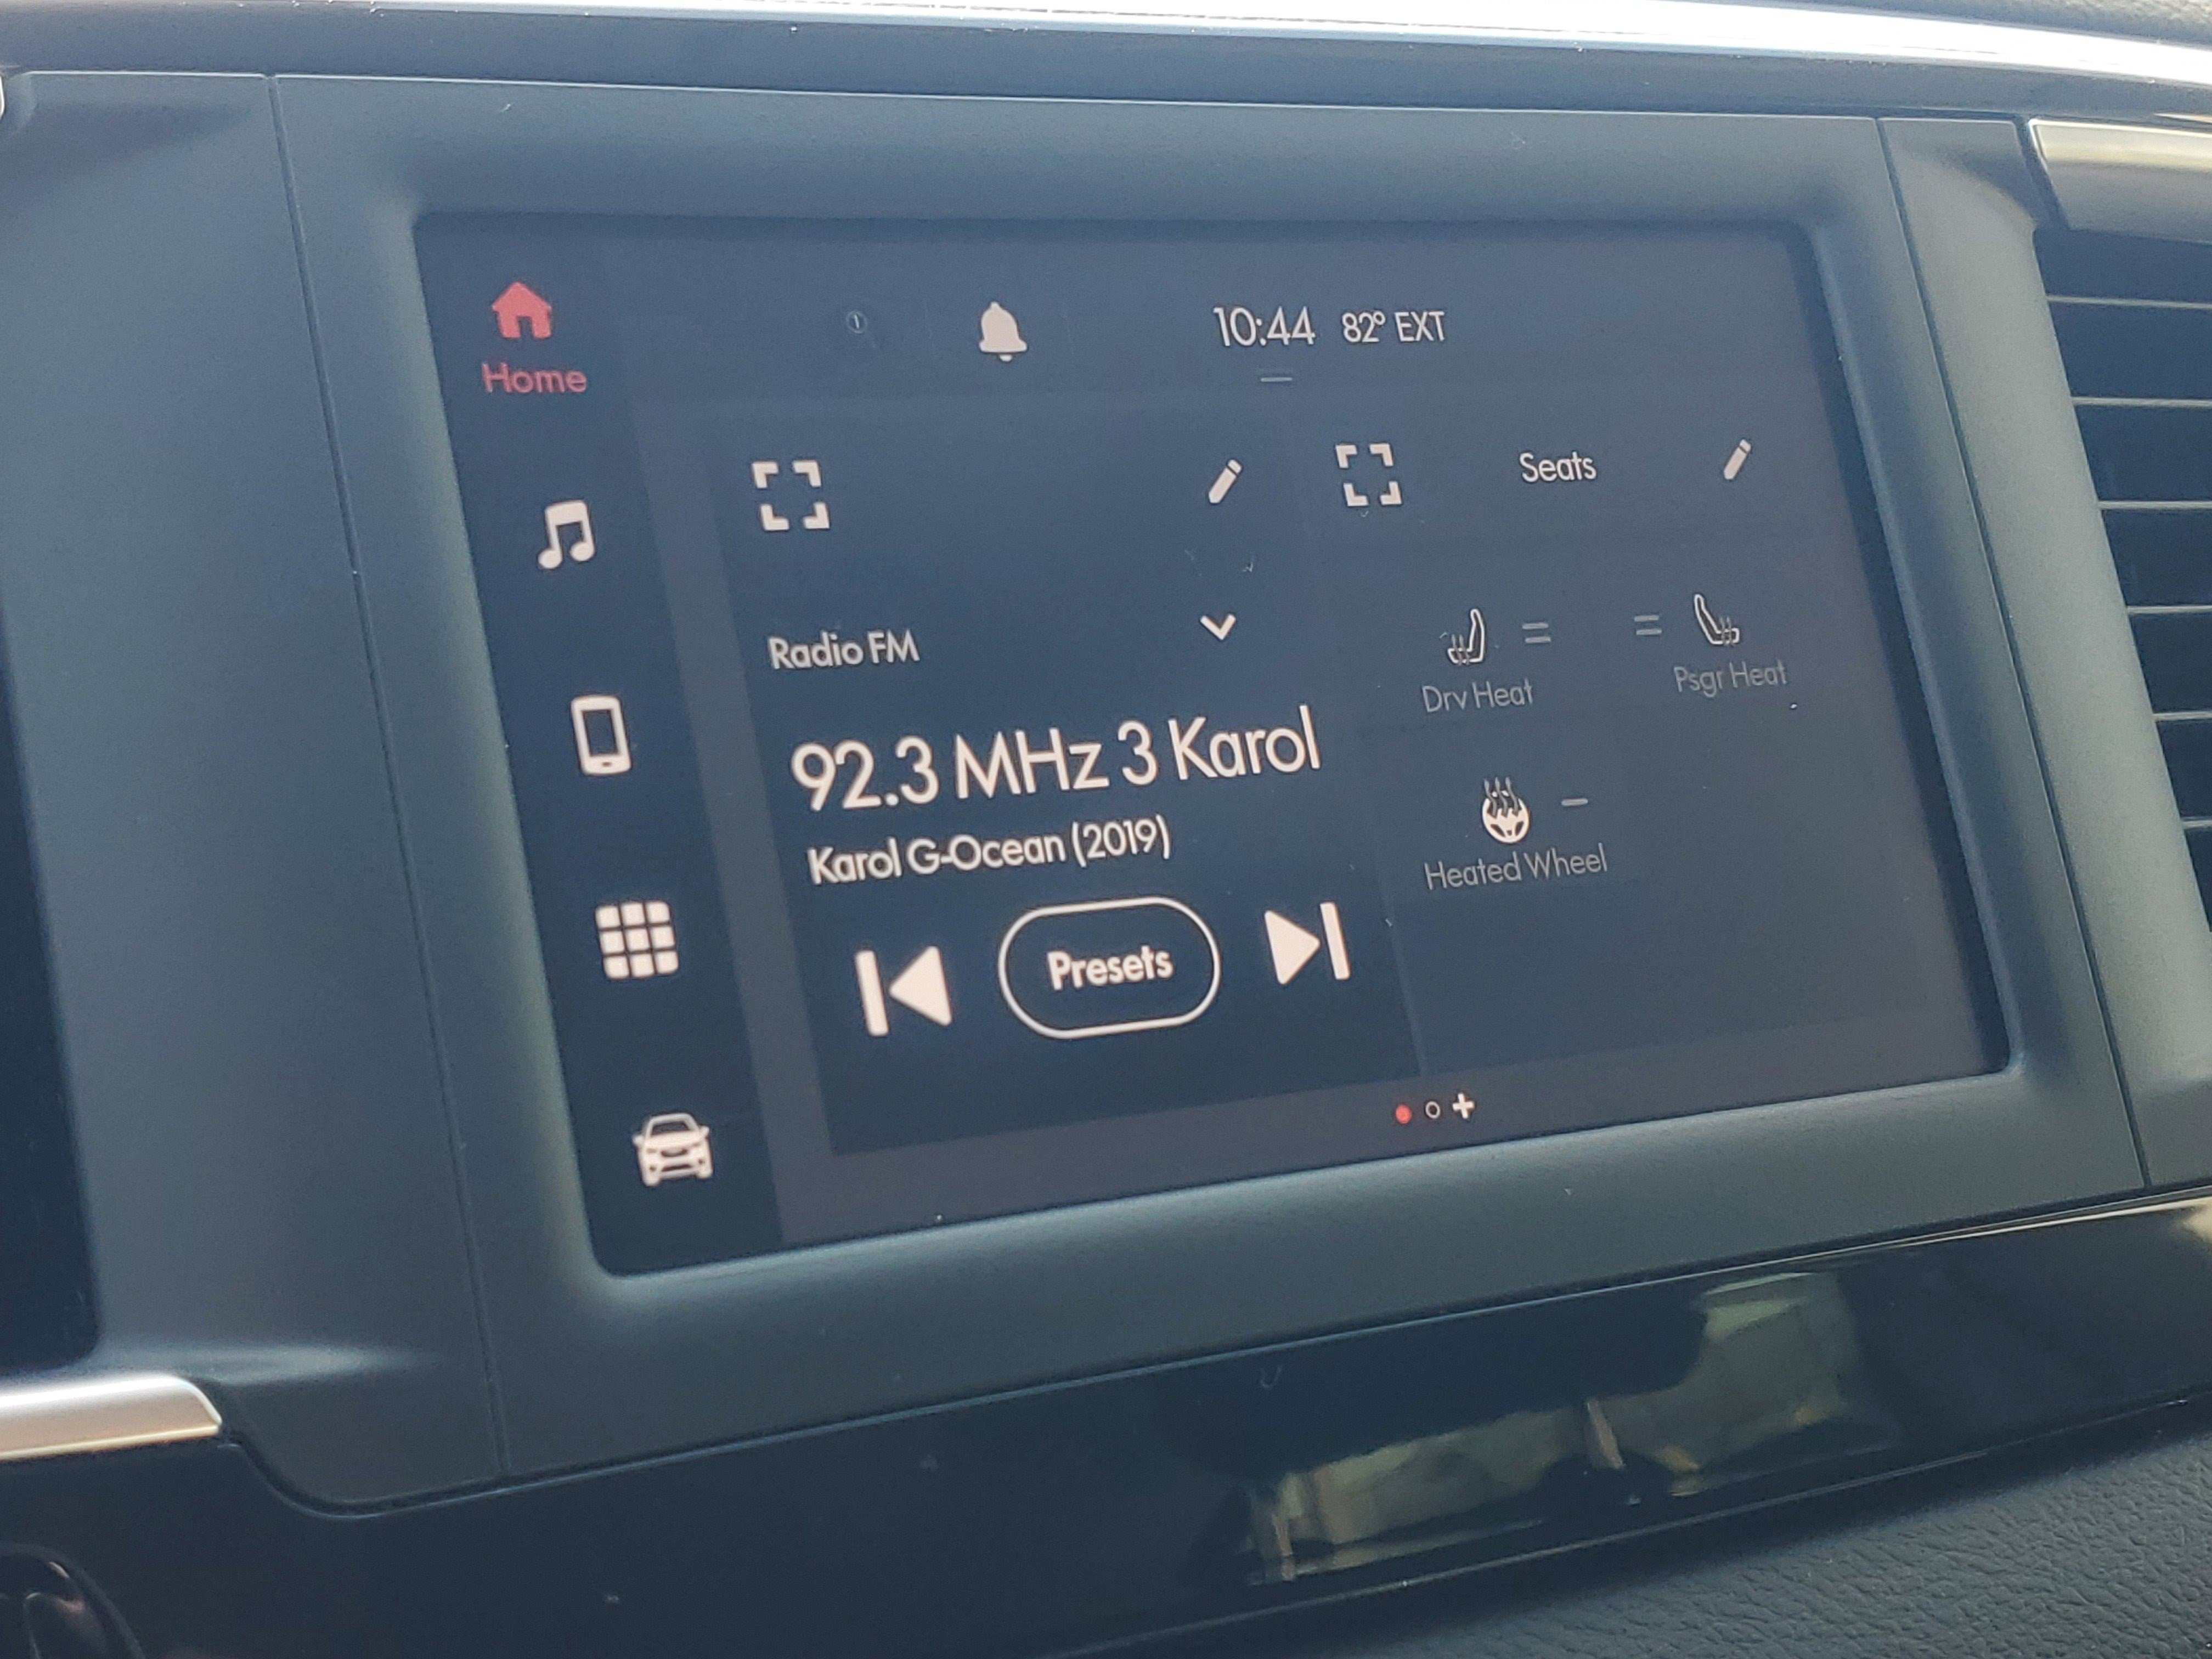 Home
10:44 82° EXT
Seats
Radio FM
92.3 MHz 3 Karol
Karol G-Ocean (2019)
Presets
Drv Heat
Psgr Heat
Heated Wheel